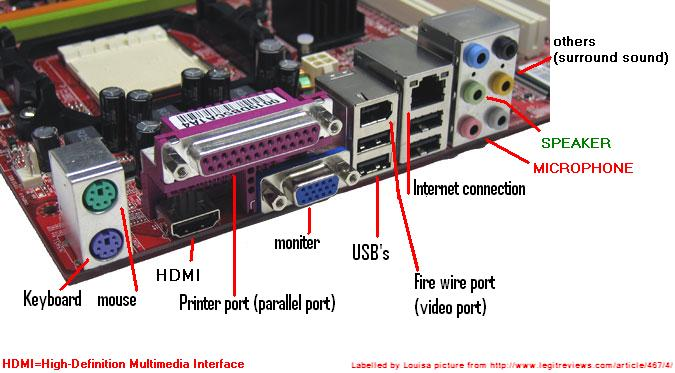 others
(surround sound)
SPEAKER
MICROPHONE
Internet connection
moniter
USB's
HDMI
Fire wire port
(video port)
Keyboard
mouse
Printer port (parallel port)
HDMI=High-Definition Multimedia Interface
Labelled by Louisa picture from http://www.legitreviews.com/article/467/4/